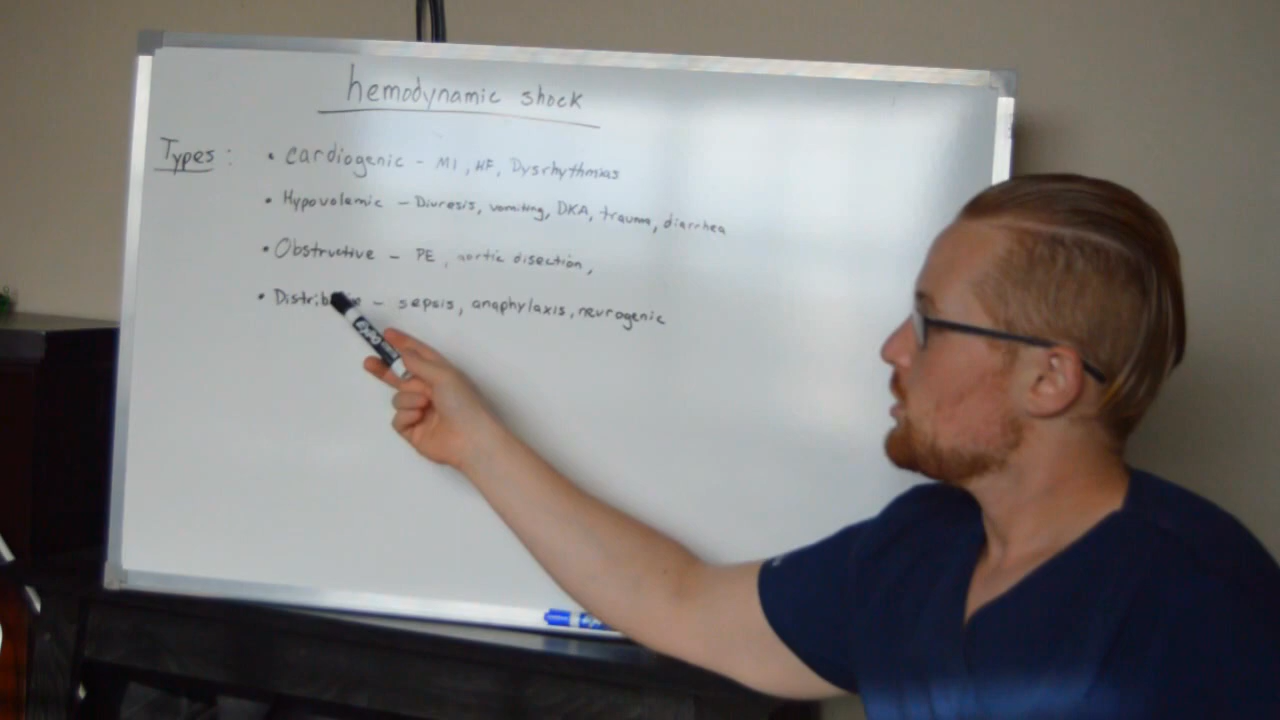 hemodynamic shock
Types:
• Cardiogenic - MI, HF, Dysrhythmias
• Hypovolemic - Diuresis, vomiting, DKA, trauma, diarrhea
• Obstructive - PE, aortic disection,
• - sepsis, anaphylaxis, neurogenic
EXPO